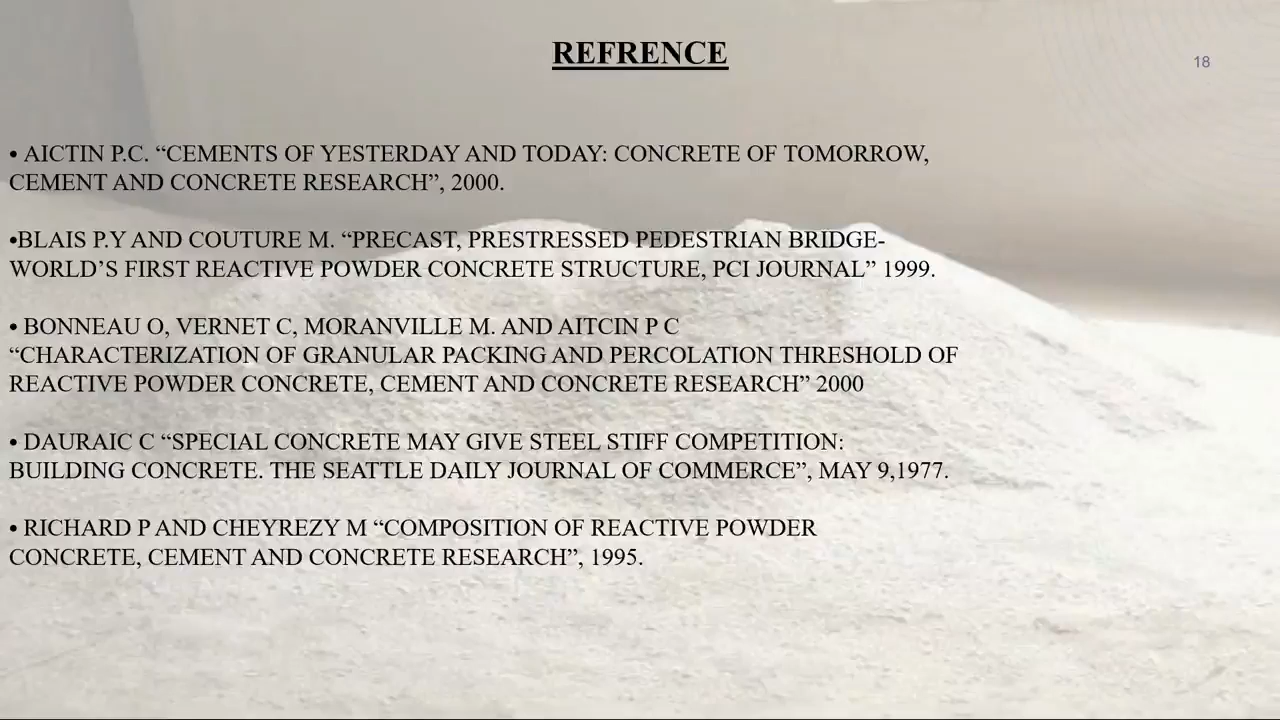 REFRENCE
18
• AICTIN P.C. “CEMENTS OF YESTERDAY AND TODAY: CONCRETE OF TOMORROW,
CEMENT AND CONCRETE RESEARCH”, 2000.
•BLAIS P.Y AND COUTURE M. “PRECAST, PRESTRESSED PEDESTRIAN BRIDGE-
WORLD’S FIRST REACTIVE POWDER CONCRETE STRUCTURE, PCI JOURNAL” 1999.
• BONNEAU O, VERNET C, MORANVILLE M. AND AITCIN P C
“CHARACTERIZATION OF GRANULAR PACKING AND PERCOLATION THRESHOLD OF
REACTIVE POWDER CONCRETE, CEMENT AND CONCRETE RESEARCH” 2000
• DAURAIC C “SPECIAL CONCRETE MAY GIVE STEEL STIFF COMPETITION:
BUILDING CONCRETE. THE SEATTLE DAILY JOURNAL OF COMMERCE”, MAY 9,1977.
• RICHARD P AND CHEYREZY M “COMPOSITION OF REACTIVE POWDER
CONCRETE, CEMENT AND CONCRETE RESEARCH”, 1995.